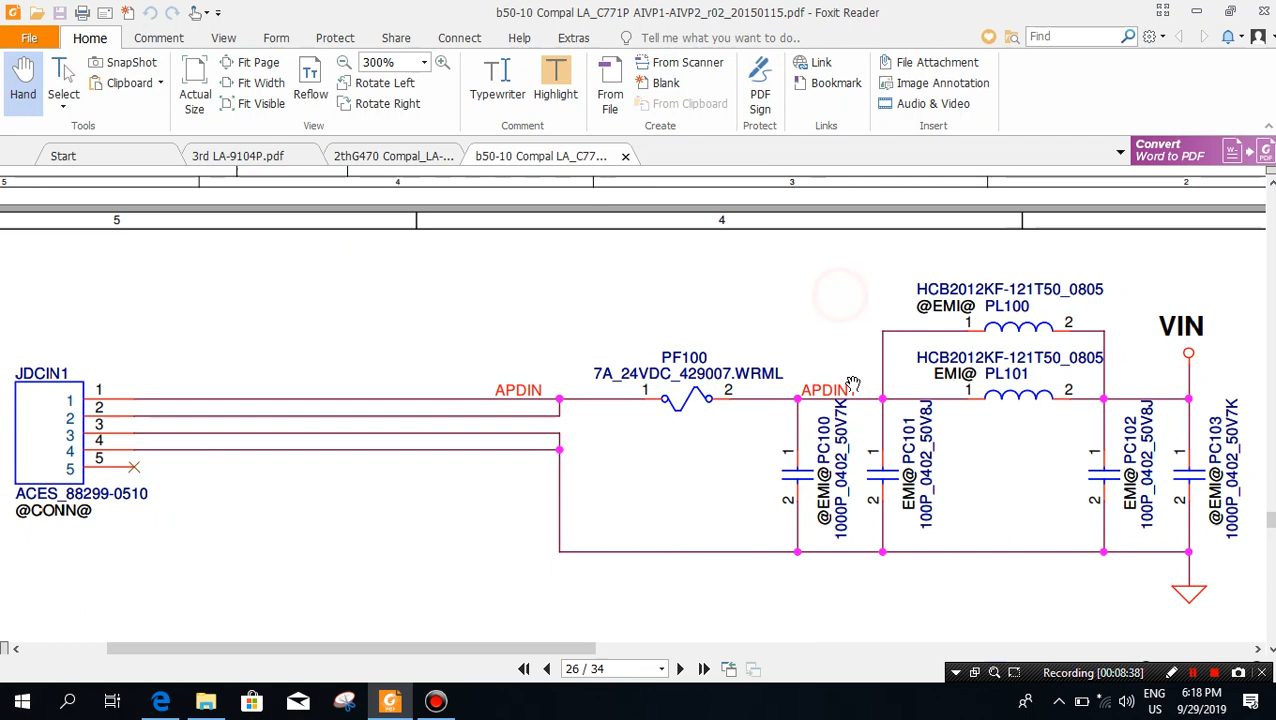 b50-10 Compal LA_C771P AIVP1-AIVP2_r02_20150115.pdf - Foxit Reader
File Home Comment View Form Protect Share Connect Help Extras Tell me what you want to do... Find
Hand
Select
SnapShot
Clipboard
Actual Size
Fit Page
Fit Width
Fit Visible
Reflow
300%
Rotate Left
Rotate Right
Typewriter
Highlight
From File
From Scanner
Blank
From Clipboard
PDF Sign
Link
Bookmark
File Attachment
Image Annotation
Audio & Video
Tools View Comment Create Protect Links Insert
Start 3rd LA-9104P.pdf 2thG470 Compal_LA-... b50-10 Compal LA_C77...
Convert
Word to PDF
5 4 3 2
5 4
HCB2012KF-121T50_0805
@EMI@ PL100
1 2
VIN
JDCIN1
PF100
7A_24VDC_429007.WRML
HCB2012KF-121T50_0805
EMI@ PL101
APDIN 1 2 APDIN 1 2
1 1
2 2
3 3
4 4
5 5
ACES_88299-0510
@CONN@
1 2 @EMI@ PC100
1000P_0402_50V7K
1 2 EMI@ PC101
100P_0402_50V8J
1 2 EMI@ PC102
100P_0402_50V8J
1 2 @EMI@ PC103
1000P_0402_50V7K
26 / 34
Recording [00:08:38]
ENG
US
6:18 PM
9/29/2019